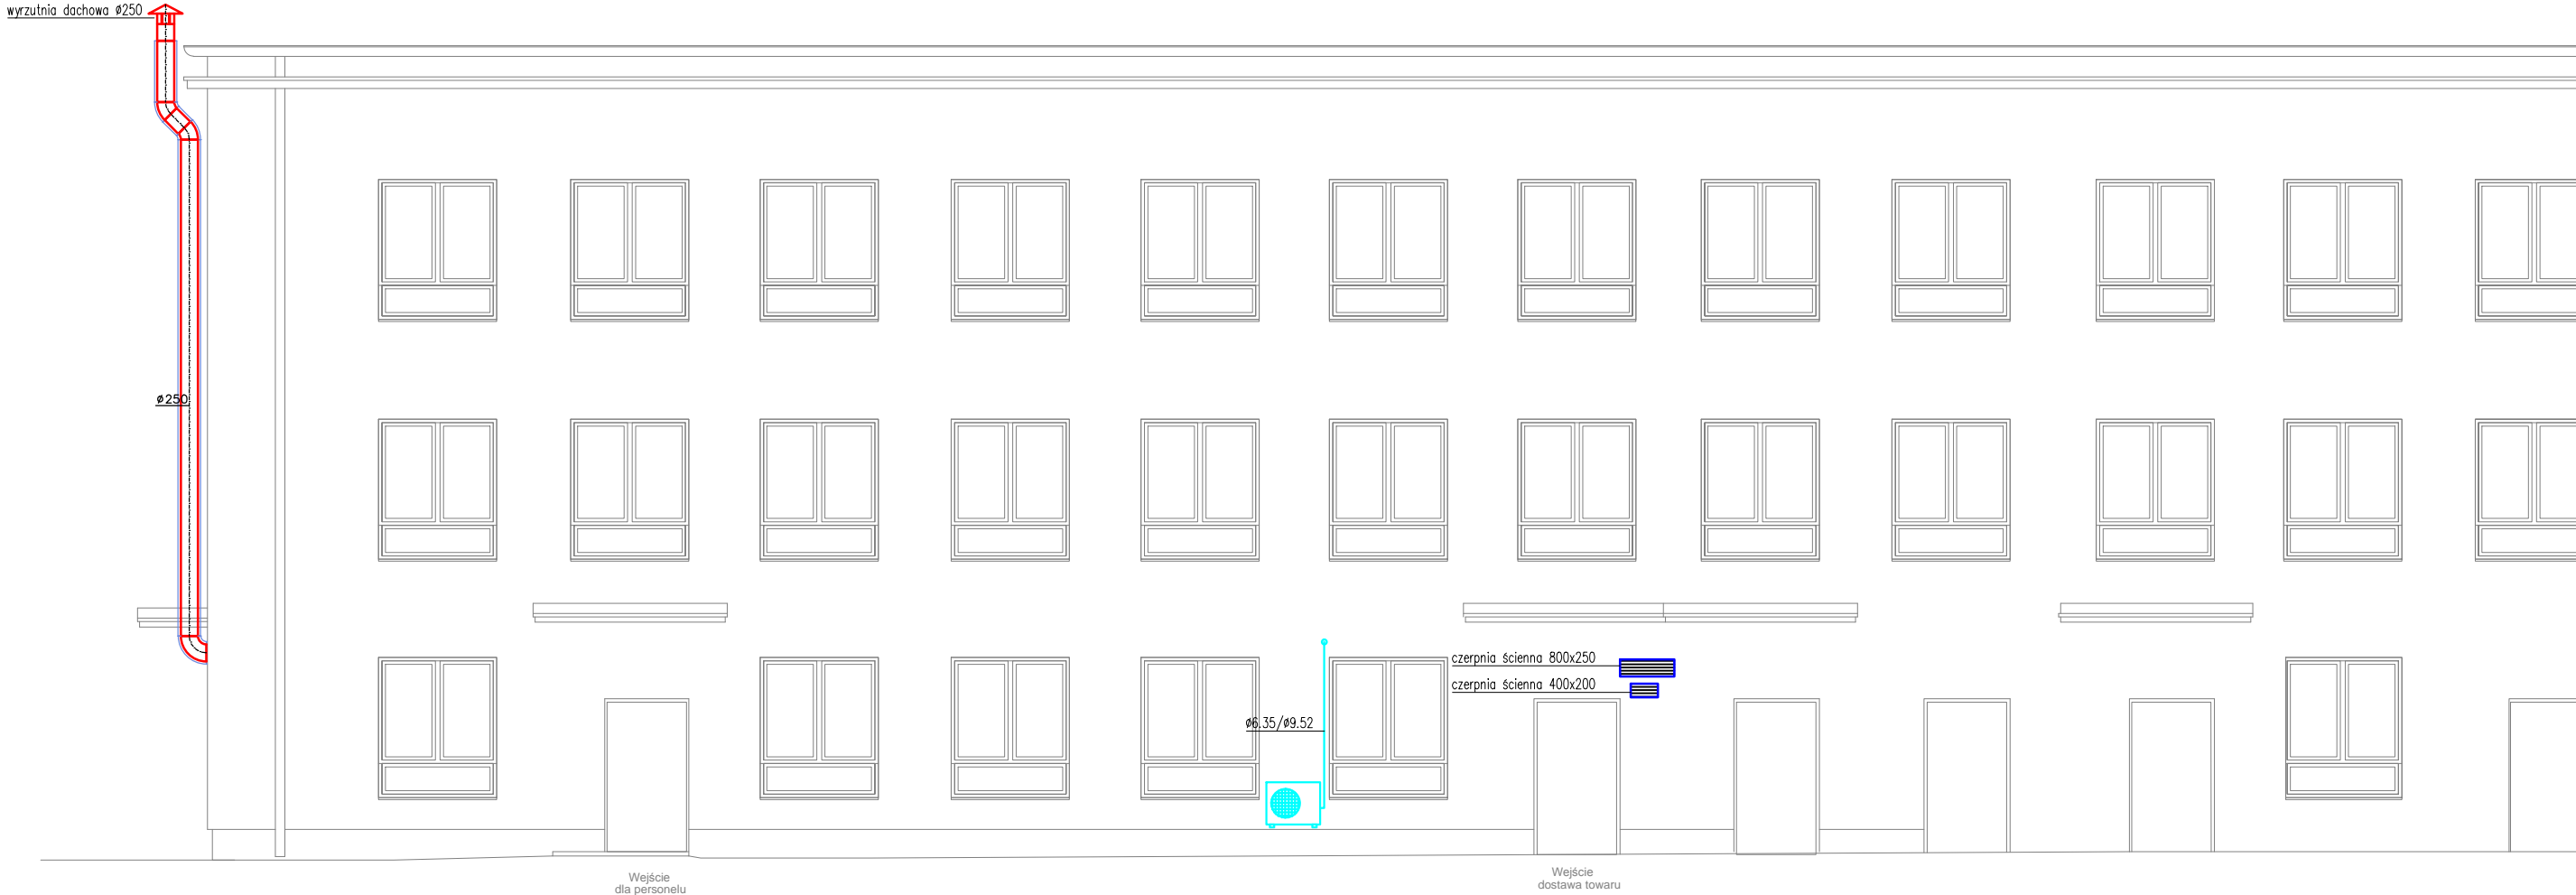 wyrzutnia dachowa ø250
ø250
czerpnia ścienna 800x250
czerpnia ścienna 400x200
ø6.35/ø9.52
Wejście
dla personelu
Wejście
dostawa towaru